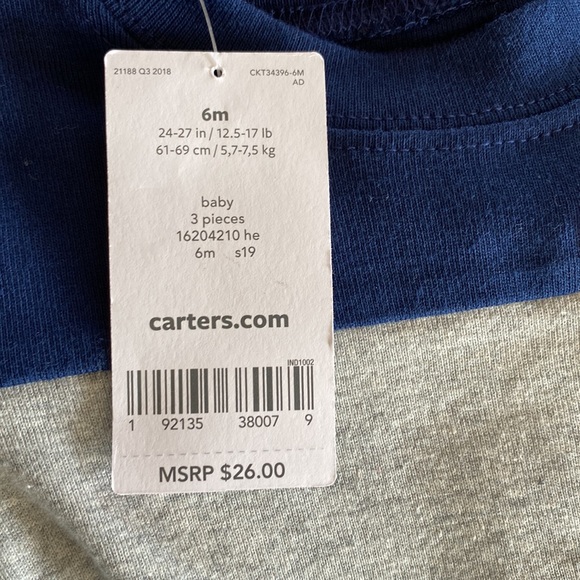 21188 Q3 2018
CKT34396-6M
AD
6m
24-27 in / 12.5-17 lb
61-69 cm / 5,7-7,5 kg
baby
3 pieces
16204210 he
6m s19
carters.com
IND1002
1 92135 38007 9
MSRP $26.00